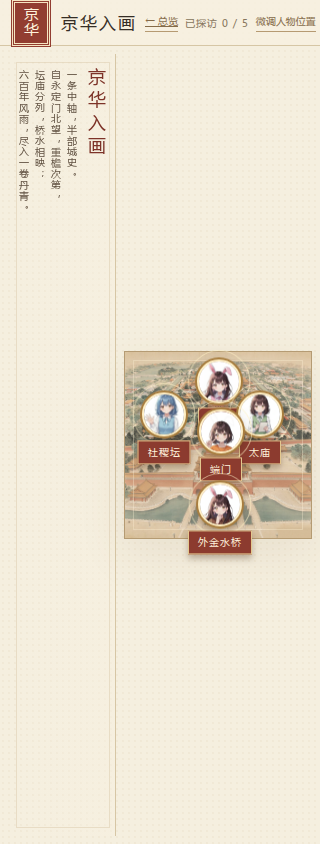 京华
京华入画
← 总览
已探访 0 / 5
微调人物位置
京华入画
一条中轴，半部城史。
自永定门北望，重檐次第，
坛庙分列，桥水相映；
六百年风雨，尽入一卷丹青。
社稷坛
太庙
端门
外金水桥